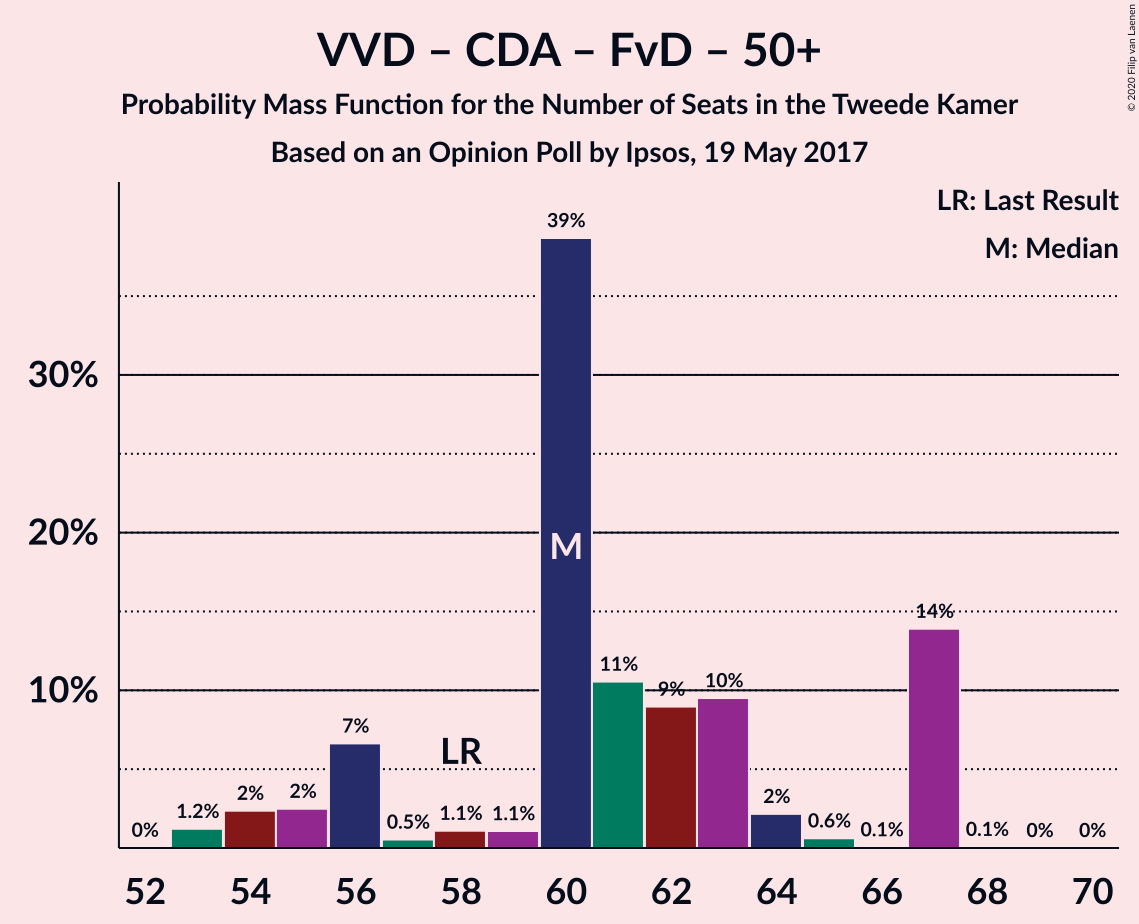 VVD – CDA – FvD – 50+
Probability Mass Function for the Number of Seats in the Tweede Kamer
Based on an Opinion Poll by Ipsos, 19 May 2017
© 2020 Filip van Laenen
LR: Last Result
M: Median
30%
20%
10%
0%
1.2%
2%
2%
7%
0.5%
1.1%
1.1%
39%
11%
9%
10%
2%
0.6%
0.1%
14%
0.1%
0%
0%
LR
M
52 54 56 58 60 62 64 66 68 70